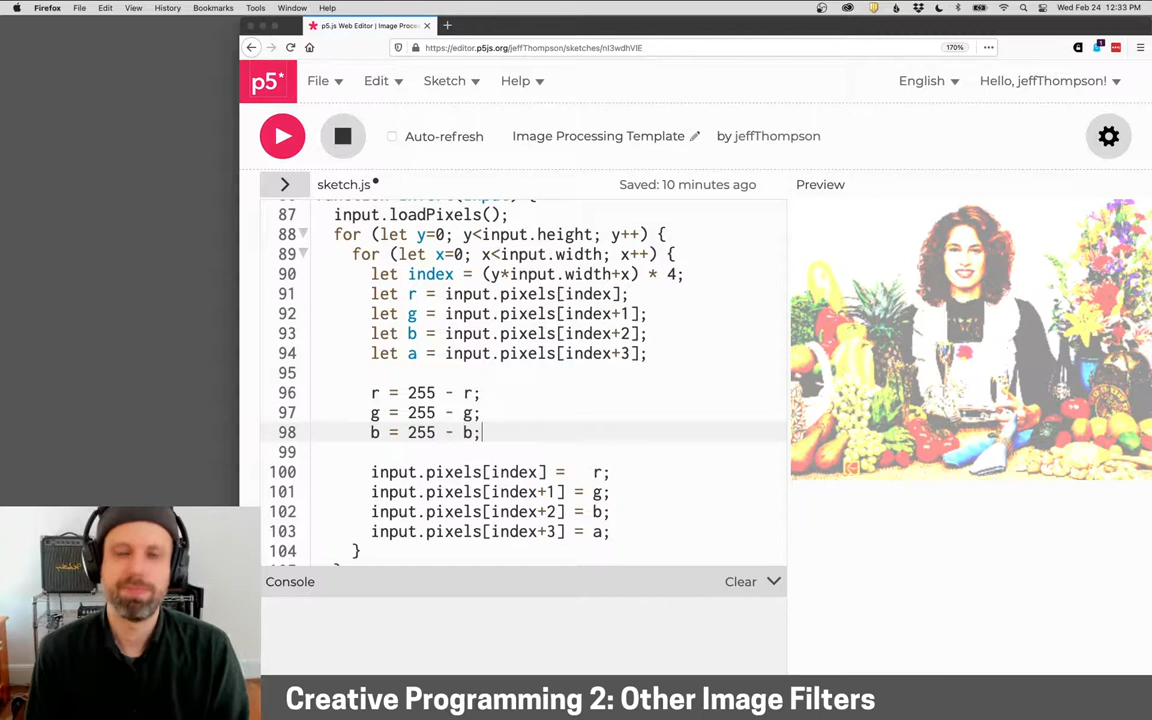 Firefox File Edit View History Bookmarks Tools Window Help Wed Feb 24 12:33 PM
p5.js Web Editor | Image Proces
https://editor.p5js.org/jeffThompson/sketches/nI3wdhVIE 170%
p5* File Edit Sketch Help English Hello, jeffThompson!
Auto-refresh Image Processing Template by jeffThompson
sketch.js Saved: 10 minutes ago Preview
87 input.loadPixels();
88 for (let y=0; y<input.height; y++) {
89 for (let x=0; x<input.width; x++) {
90 let index = (y*input.width+x) * 4;
91 let r = input.pixels[index];
92 let g = input.pixels[index+1];
93 let b = input.pixels[index+2];
94 let a = input.pixels[index+3];
95
96 r = 255 - r;
97 g = 255 - g;
98 b = 255 - b;
99
100 input.pixels[index] =   r;
101 input.pixels[index+1] = g;
102 input.pixels[index+2] = b;
103 input.pixels[index+3] = a;
104 }
Console Clear
Creative Programming 2: Other Image Filters